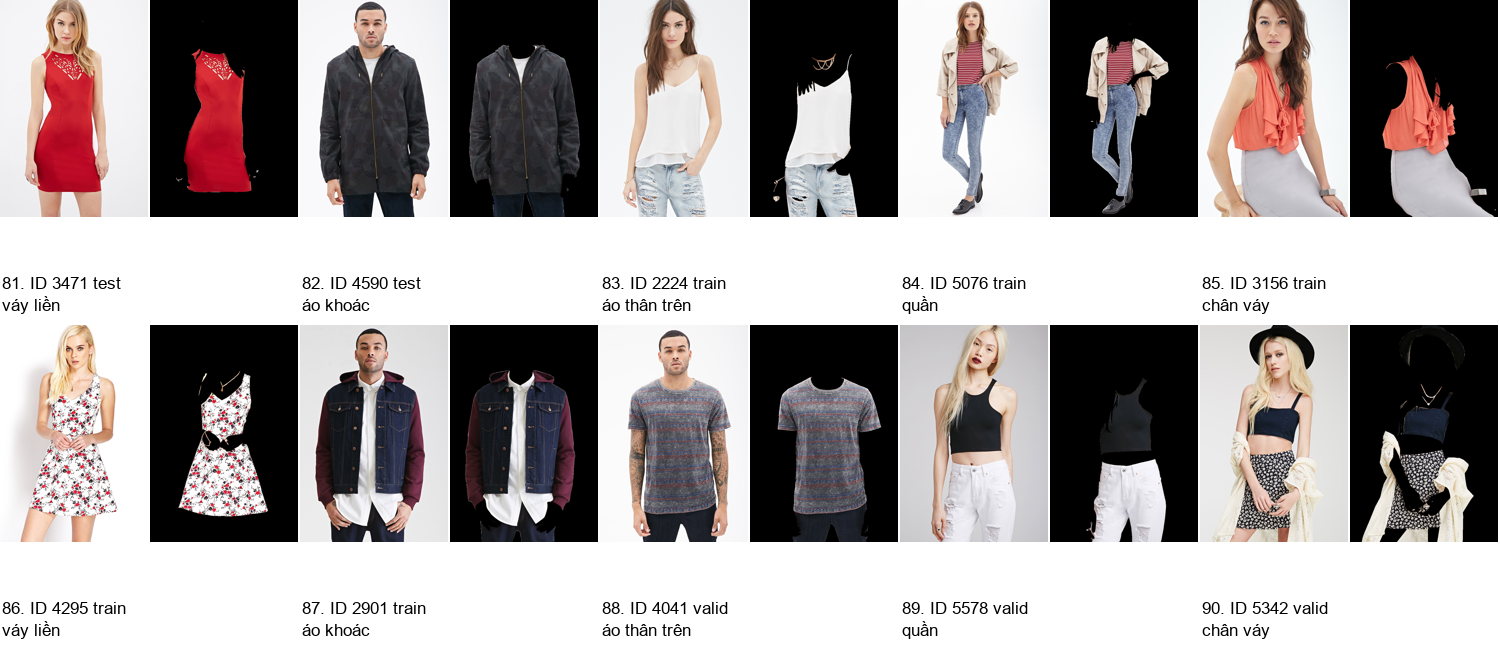 81. ID 3471 test
váy liền
82. ID 4590 test
áo khoác
83. ID 2224 train
áo thân trên
84. ID 5076 train
quần
85. ID 3156 train
chân váy
86. ID 4295 train
váy liền
87. ID 2901 train
áo khoác
88. ID 4041 valid
áo thân trên
89. ID 5578 valid
quần
90. ID 5342 valid
chân váy